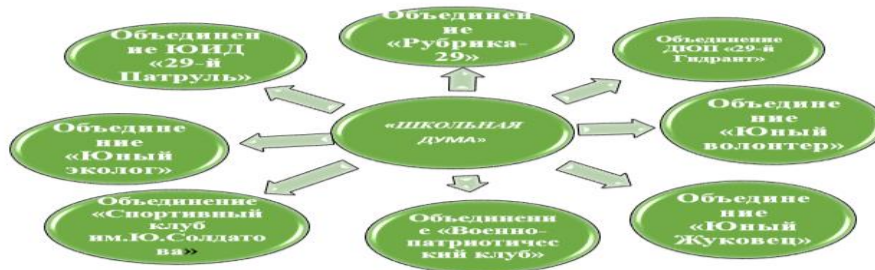 Объединен
ие ЮИД
«29-й
Патруль»
Объединен
ие
«Рубрика-
29»
Объединение
ДЮП «29-й
Гидрант»
Объедине
ние
«Юный
эколог»
«ШКОЛЬНАЯ
ДУМА»
Объедине
ние
«Юный
волонтер»
Объединение
«Спортивный
клуб
им.Ю.Солдато
ва»
Объединени
е «Военно-
патриотичес
кий клуб»
Объедине
ние
«Юный
Жуковец»